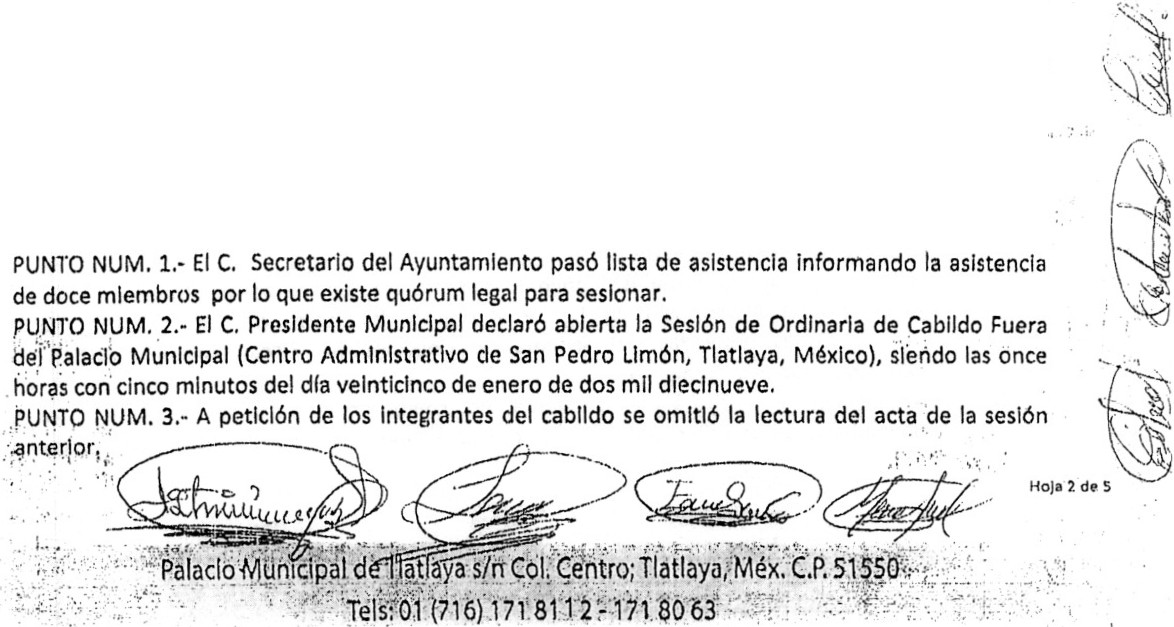 PUNTO NUM. 1.- El C. Secretario del Ayuntamiento pasó lista de asistencia informando la asistencia
de doce miembros por lo que existe quórum legal para sesionar.
PUNTO NUM. 2.- El C. Presidente Municipal declaró abierta la Sesión de Ordinaria de Cabildo Fuera
del Palacio Municipal (Centro Administrativo de San Pedro Limón, Tlatlaya, México), siendo las once
horas con cinco minutos del día veinticinco de enero de dos mil diecinueve.
PUNTO NUM. 3.- A petición de los integrantes del cabildo se omitió la lectura del acta de la sesión
anterior.
Hoja 2 de 5
Palacio Municipal de Tlatlaya s/n Col. Centro; Tlatlaya, Méx. C.P. 51550
Tels: 01 (716) 171 81 12 - 171 80 63